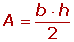 A = b · h / 2